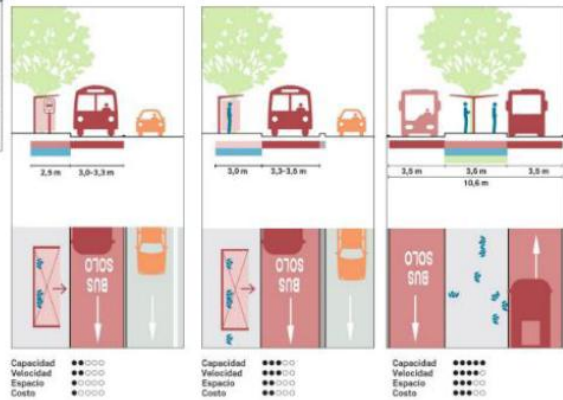 2,5 m
3,0–3,3 m
3,0 m
3,3–3,5 m
3,5 m
3,6 m
3,5 m
10,6 m
SOLO
BUS
SOLO
BUS
SOLO
BUS
Capacidad
Velocidad
Espacio
Costo
Capacidad
Velocidad
Espacio
Costo
Capacidad
Velocidad
Espacio
Costo